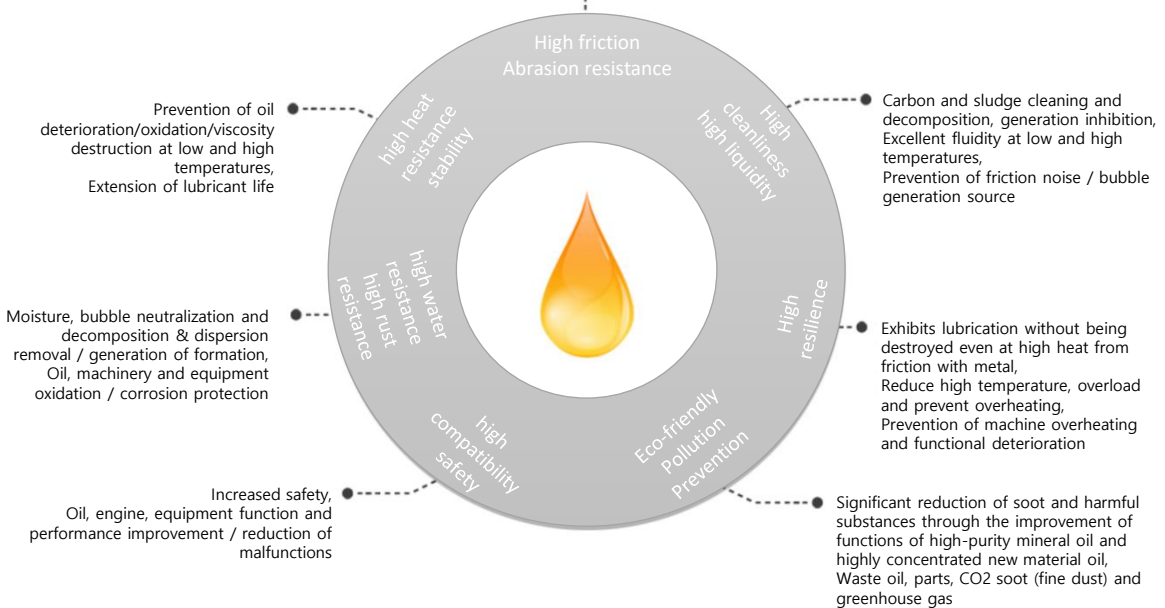 High friction
Abrasion resistance
high heat
resistance
stability
Prevention of oil
deterioration/oxidation/viscosity
destruction at low and high
temperatures,
Extension of lubricant life
High
cleanliness
high liquidity
Carbon and sludge cleaning and
decomposition, generation inhibition,
Excellent fluidity at low and high
temperatures,
Prevention of friction noise / bubble
generation source
high water
resistance
high rust
resistance
Moisture, bubble neutralization and
decomposition & dispersion
removal / generation of formation,
Oil, machinery and equipment
oxidation / corrosion protection
High
resilience
Exhibits lubrication without being
destroyed even at high heat from
friction with metal,
Reduce high temperature, overload
and prevent overheating,
Prevention of machine overheating
and functional deterioration
high
compatibility
safety
Increased safety,
Oil, engine, equipment function and
performance improvement / reduction of
malfunctions
Eco-friendly
Pollution
Prevention
Significant reduction of soot and harmful
substances through the improvement of
functions of high-purity mineral oil and
highly concentrated new material oil,
Waste oil, parts, CO2 soot (fine dust) and
greenhouse gas